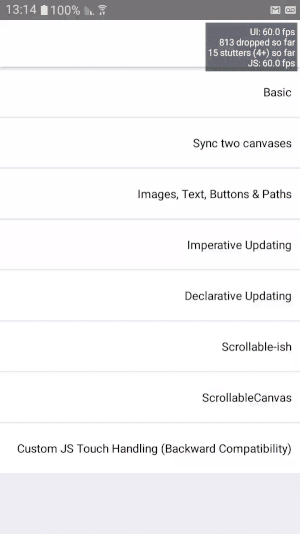 13:14 100%
UI: 60.0 fps
813 dropped so far
15 stutters (4+) so far
JS: 60.0 fps
Basic
Sync two canvases
Images, Text, Buttons & Paths
Imperative Updating
Declarative Updating
Scrollable-ish
ScrollableCanvas
Custom JS Touch Handling (Backward Compatibility)